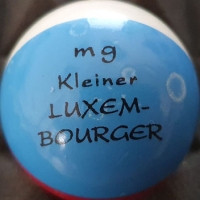 mg
Kleiner
LUXEM-
BOURGER